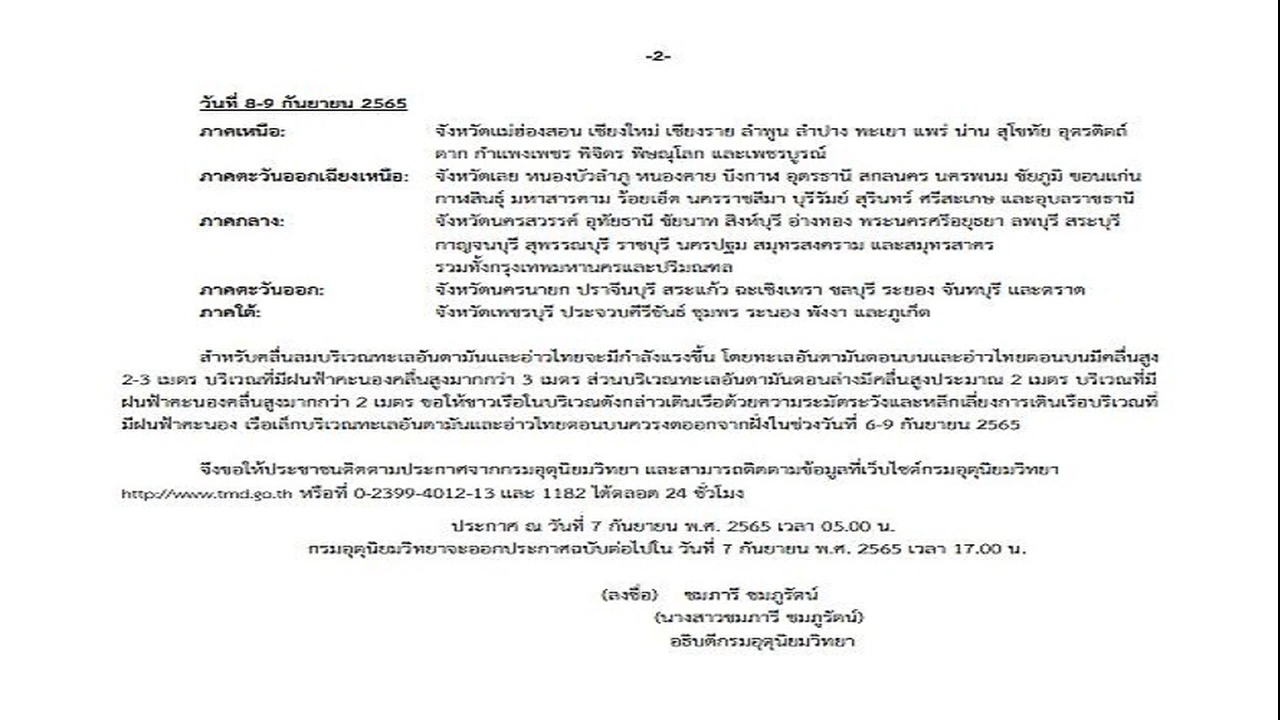 -2-
วันที่ 8-9 กันยายน 2565
ภาคเหนือ: จังหวัดแม่ฮ่องสอน เชียงใหม่ เชียงราย ลำพูน ลำปาง พะเยา แพร่ น่าน สุโขทัย อุตรดิตถ์
ตาก กำแพงเพชร พิจิตร พิษณุโลก และเพชรบูรณ์
ภาคตะวันออกเฉียงเหนือ: จังหวัดเลย หนองบัวลำภู หนองคาย บึงกาฬ อุดรธานี สกลนคร นครพนม ชัยภูมิ ขอนแก่น
กาฬสินธุ์ มหาสารคาม ร้อยเอ็ด นครราชสีมา บุรีรัมย์ สุรินทร์ ศรีสะเกษ และอุบลราชธานี
ภาคกลาง: จังหวัดนครสวรรค์ อุทัยธานี ชัยนาท สิงห์บุรี อ่างทอง พระนครศรีอยุธยา ลพบุรี สระบุรี
กาญจนบุรี สุพรรณบุรี ราชบุรี นครปฐม สมุทรสงคราม และสมุทรสาคร
รวมทั้งกรุงเทพมหานครและปริมณฑล
ภาคตะวันออก: จังหวัดนครนายก ปราจีนบุรี สระแก้ว ฉะเชิงเทรา ชลบุรี ระยอง จันทบุรี และตราด
ภาคใต้: จังหวัดเพชรบุรี ประจวบคีรีขันธ์ ชุมพร ระนอง พังงา และภูเก็ต
สำหรับคลื่นลมบริเวณทะเลอันดามันและอ่าวไทยจะมีกำลังแรงขึ้น โดยทะเลอันดามันตอนบนและอ่าวไทยตอนบนมีคลื่นสูง
2-3 เมตร บริเวณที่มีฝนฟ้าคะนองคลื่นสูงมากกว่า 3 เมตร ส่วนบริเวณทะเลอันดามันตอนล่างมีคลื่นสูงประมาณ 2 เมตร บริเวณที่มี
ฝนฟ้าคะนองคลื่นสูงมากกว่า 2 เมตร ขอให้ชาวเรือในบริเวณดังกล่าวเดินเรือด้วยความระมัดระวังและหลีกเลี่ยงการเดินเรือบริเวณที่
มีฝนฟ้าคะนอง เรือเล็กบริเวณทะเลอันดามันและอ่าวไทยตอนบนควรงดออกจากฝั่งในช่วงวันที่ 6-9 กันยายน 2565
จึงขอให้ประชาชนติดตามประกาศจากกรมอุตุนิยมวิทยา และสามารถติดตามข้อมูลที่เว็บไซต์กรมอุตุนิยมวิทยา
http://www.tmd.go.th หรือที่ 0-2399-4012-13 และ 1182 ได้ตลอด 24 ชั่วโมง
ประกาศ ณ วันที่ 7 กันยายน พ.ศ. 2565 เวลา 05.00 น.
กรมอุตุนิยมวิทยาจะออกประกาศฉบับต่อไปใน วันที่ 7 กันยายน พ.ศ. 2565 เวลา 17.00 น.
(ลงชื่อ) ชมภารี ชมภูรัตน์
(นางสาวชมภารี ชมภูรัตน์)
อธิบดีกรมอุตุนิยมวิทยา